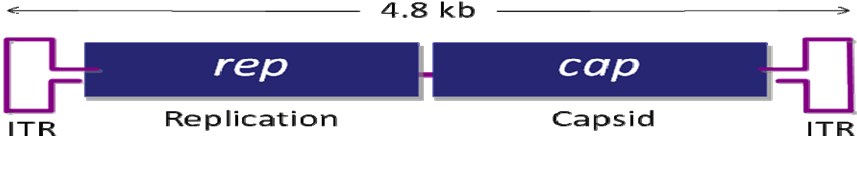 4.8 kb
rep cap
Replication Capsid
ITR ITR